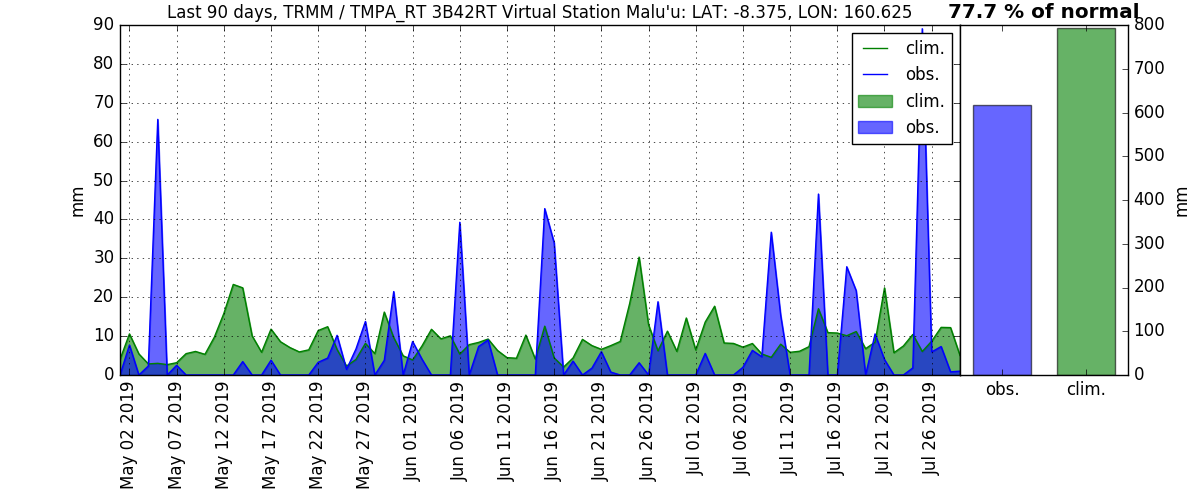 Last 90 days, TRMM / TMPA_RT 3B42RT Virtual Station Malu'u: LAT: -8.375, LON: 160.625
77.7 % of normal
90
80
70
60
50
40
30
20
10
0
mm
clim.
obs.
clim.
obs.
May 02 2019
May 07 2019
May 12 2019
May 17 2019
May 22 2019
May 27 2019
Jun 01 2019
Jun 06 2019
Jun 11 2019
Jun 16 2019
Jun 21 2019
Jun 26 2019
Jul 01 2019
Jul 06 2019
Jul 11 2019
Jul 16 2019
Jul 21 2019
Jul 26 2019
800
700
600
500
400
300
200
100
0
mm
obs.
clim.